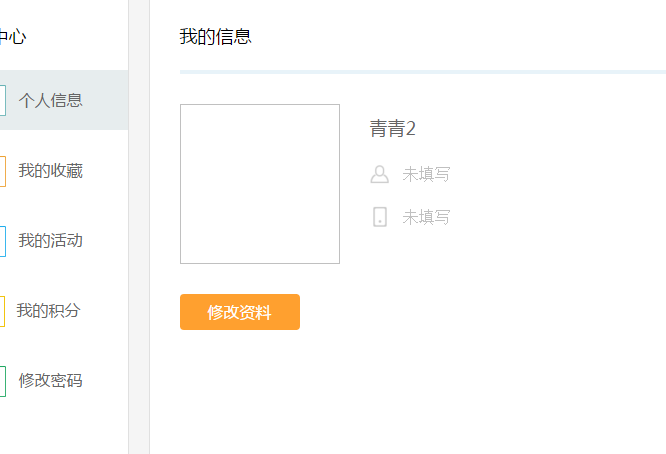 中心
个人信息
我的收藏
我的活动
我的积分
修改密码
我的信息
青青2
未填写
未填写
修改资料